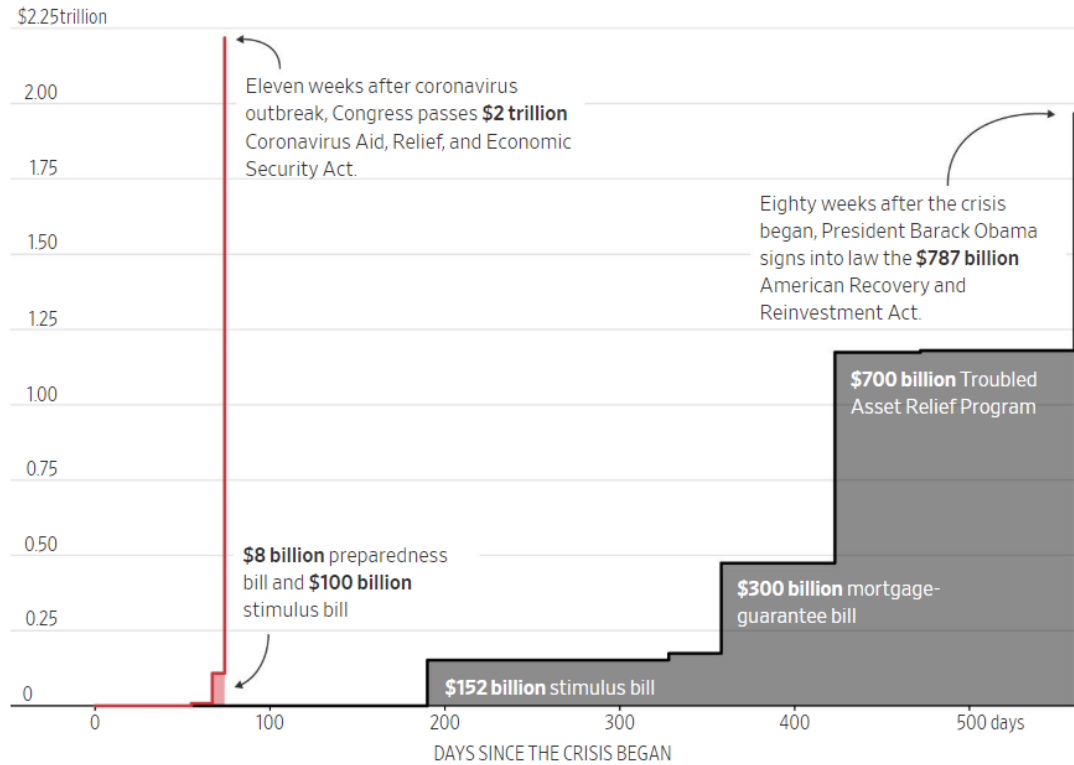 $2.25trillion
2.00
1.75
1.50
1.25
1.00
0.75
0.50
0.25
0
Eleven weeks after coronavirus
outbreak, Congress passes $2 trillion
Coronavirus Aid, Relief, and Economic
Security Act.
Eighty weeks after the crisis
began, President Barack Obama
signs into law the $787 billion
American Recovery and
Reinvestment Act.
$700 billion Troubled
Asset Relief Program
$8 billion preparedness
bill and $100 billion
stimulus bill
$300 billion mortgage-
guarantee bill
$152 billion stimulus bill
0
100
200
300
400
500 days
DAYS SINCE THE CRISIS BEGAN